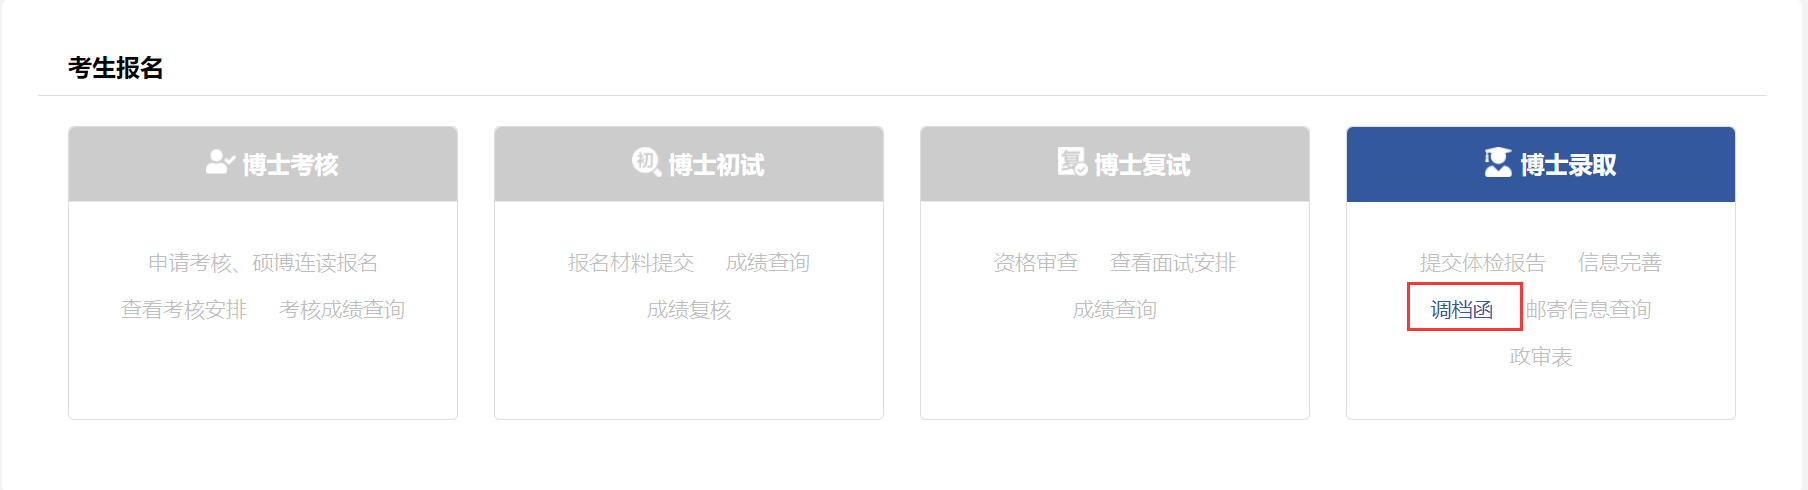 考生报名
博士考核
申请考核、硕博连读报名
查看考核安排 考核成绩查询
初 博士初试
报名材料提交 成绩查询
成绩复核
复 博士复试
资格审查 查看面试安排
成绩查询
博士录取
提交体检报告 信息完善
调档函 邮寄信息查询
政审表